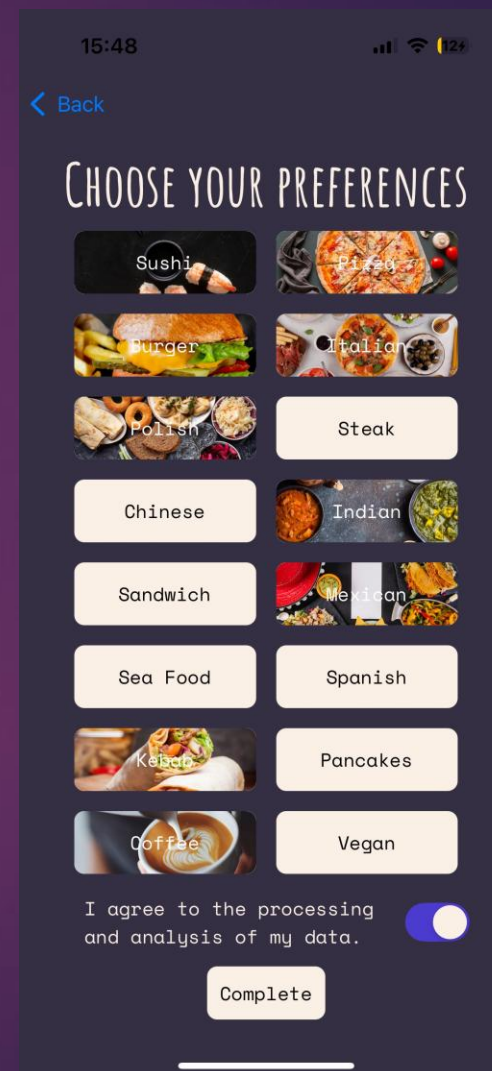 15:48
12
Back
Choose your preferences
Sushi
Pizza
Burger
Italian
Polish
Steak
Chinese
Indian
Sandwich
Mexican
Sea Food
Spanish
Kebab
Pancakes
Coffee
Vegan
I agree to the processing
and analysis of my data.
Complete